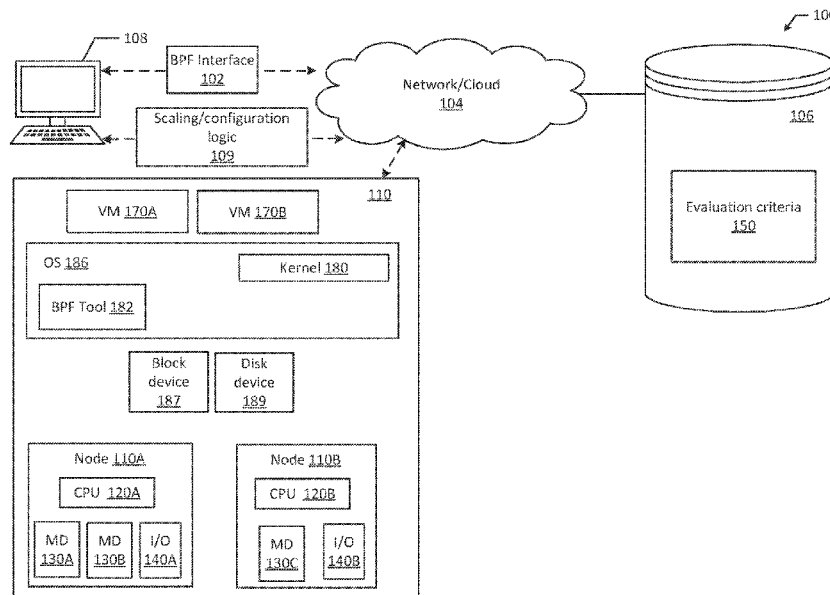 108
BPF Interface
102
Network/Cloud
104
Scaling/configuration
logic
109
106
Evaluation criteria
150
110
VM 170A
VM 170B
OS 186
Kernel 180
BPF Tool 182
Block
device
187
Disk
device
189
Node 110A
CPU 120A
MD
130A
MD
130B
I/O
140A
Node 110B
CPU 120B
MD
130C
I/O
140B